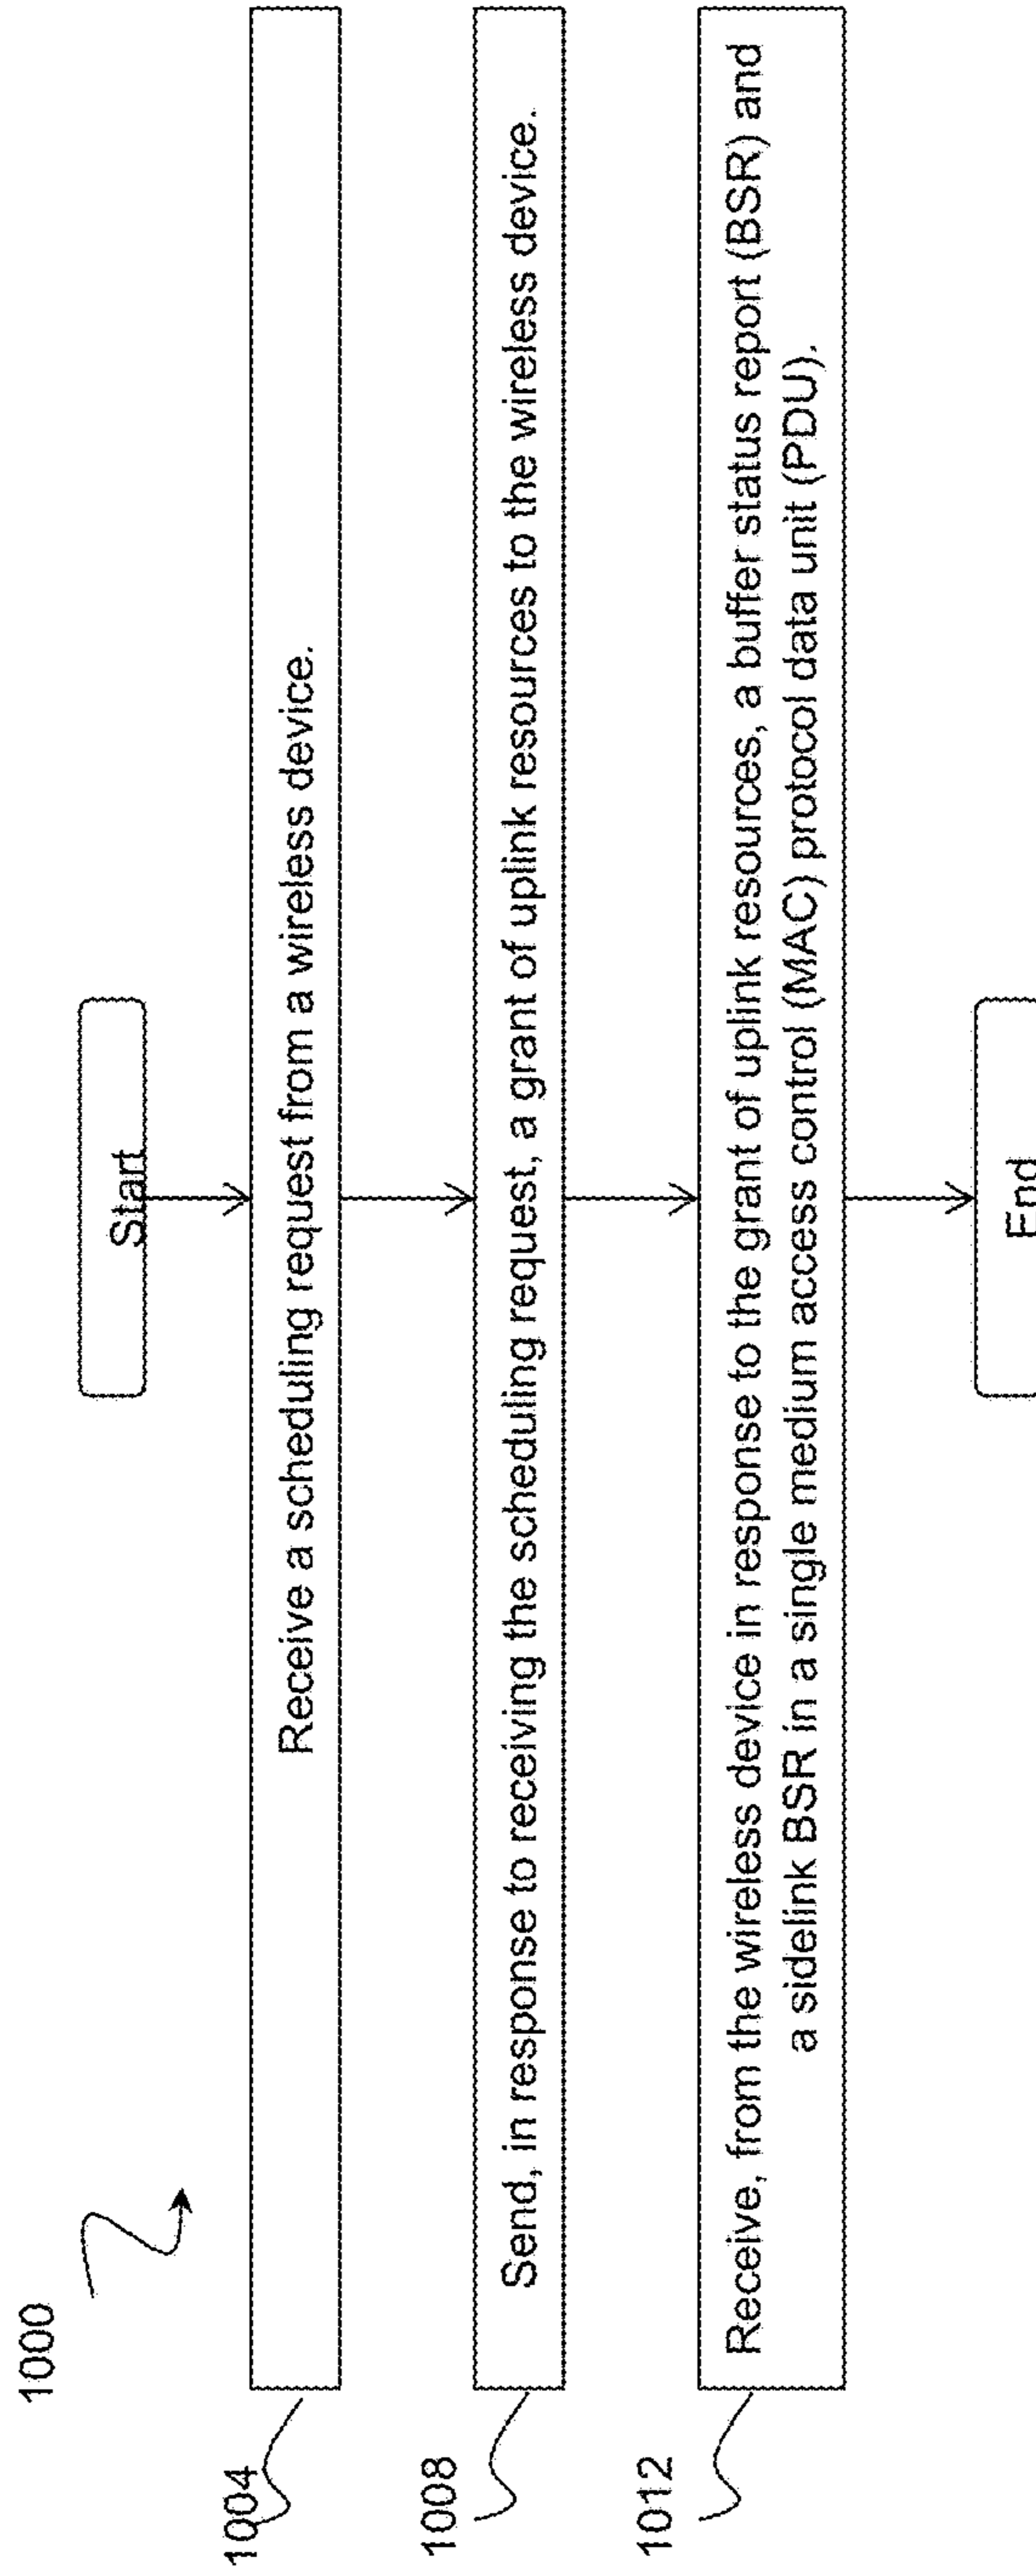 1000
Start
1004
Receive a scheduling request from a wireless device.
1008
Send, in response to receiving the scheduling request, a grant of uplink resources to the wireless device.
1012
Receive, from the wireless device in response to the grant of uplink resources, a buffer status report (BSR) and
a sidelink BSR in a single medium access control (MAC) protocol data unit (PDU).
End